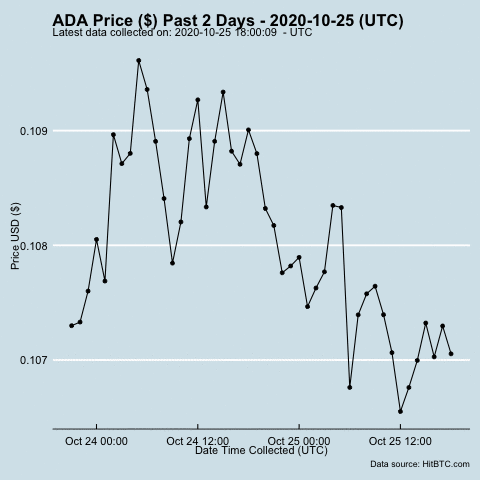 ADA Price ($) Past 2 Days - 2020-10-25 (UTC)
Latest data collected on: 2020-10-25 18:00:09  - UTC
0.109
0.108
0.107
Price USD ($)
Oct 24 00:00 Oct 24 12:00 Oct 25 00:00 Oct 25 12:00
Date Time Collected (UTC)
Data source: HitBTC.com